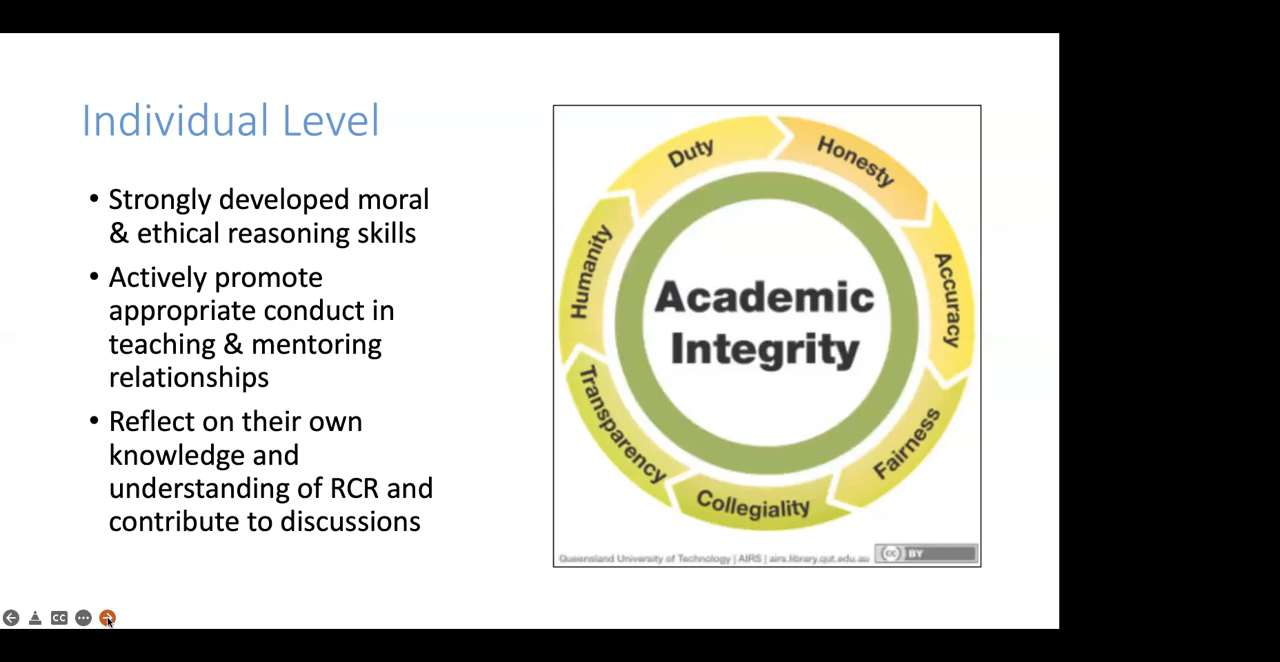 Individual Level
• Strongly developed moral
& ethical reasoning skills
• Actively promote
appropriate conduct in
teaching & mentoring
relationships
• Reflect on their own
knowledge and
understanding of RCR and
contribute to discussions
Duty
Honesty
Accuracy
Fairness
Collegiality
Transparency
Humanity
Academic
Integrity
Queensland University of Technology | AIRS | airs.library.qut.edu.au
cc BY
CC